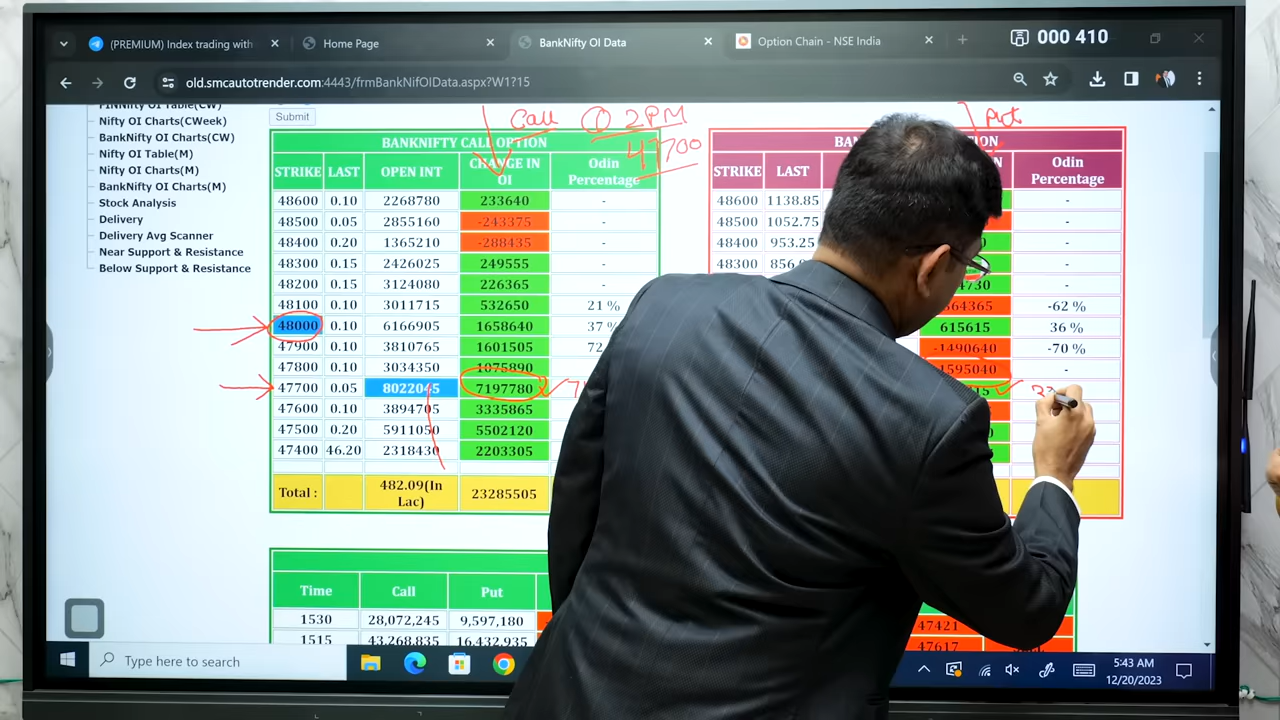 (PREMIUM) Index trading with
Home Page
BankNifty OI Data
Option Chain - NSE India
000 410
old.smcautotrender.com:4443/frmBankNifOIData.aspx?W1?15
FINNifty OI Table(CW)
Nifty OI Charts(CWeek)
BankNifty OI Charts(CW)
Nifty OI Table(M)
Nifty OI Charts(M)
BankNifty OI Charts(M)
Stock Analysis
Delivery
Delivery Avg Scanner
Near Support & Resistance
Below Support & Resistance
Submit
Call ① 2PM
47700
BANKNIFTY CALL OPTION
STRIKE LAST OPEN INT CHANGE IN OI Odin Percentage
48600 0.10 2268780 233640 -
48500 0.05 2855160 -243375 -
48400 0.20 1365210 -288435 -
48300 0.15 2426025 249555 -
48200 0.15 3124080 226365 -
48100 0.10 3011715 532650 21 %
48000 0.10 6166905 1658640 37 %
47900 0.10 3810765 1601505 72
47800 0.10 3034350 1075890
47700 0.05 8022045 7197780
47600 0.10 3894705 3335865
47500 0.20 5911050 5502120
47400 46.20 2318430 2203305
Total : 482.09(In Lac) 23285505
Put
STRIKE LAST Odin Percentage
48600 1138.85 -
48500 1052.75 -
48400 953.25 -
48300 -
-
-62 %
615615 36 %
-1490640 -70 %
1595040 -
Time Call Put
1530 28,072,245 9,597,180
1515 43,268,835 16,432,935
47421
47617
Type here to search
5:43 AM
12/20/2023